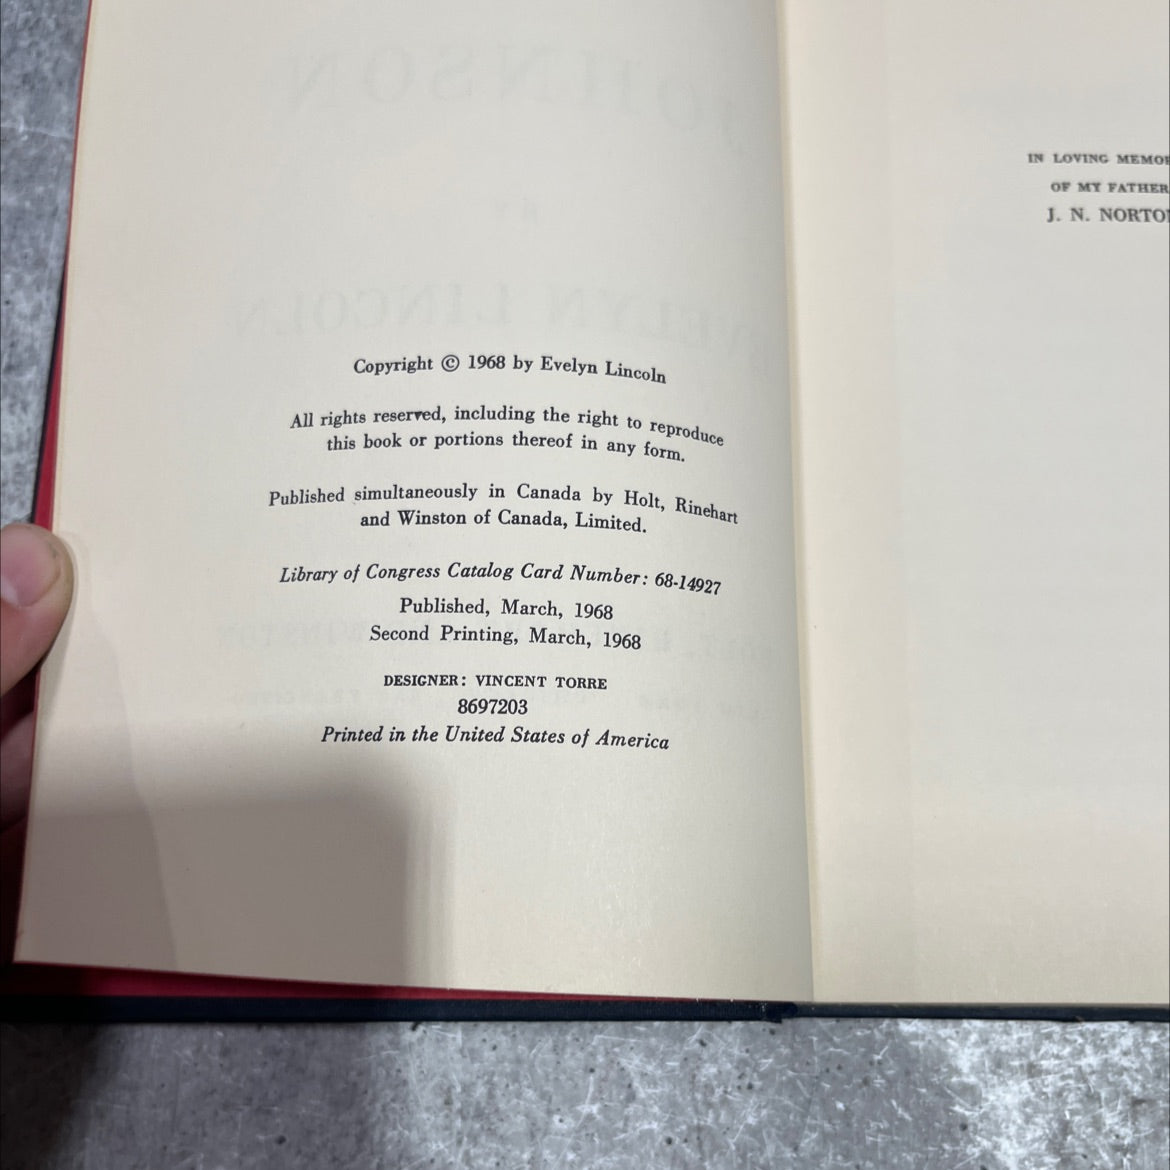 Copyright © 1968 by Evelyn Lincoln
All rights reserved, including the right to reproduce
this book or portions thereof in any form.
Published simultaneously in Canada by Holt, Rinehart
and Winston of Canada, Limited.
Library of Congress Catalog Card Number: 68-14927
Published, March, 1968
Second Printing, March, 1968
DESIGNER: VINCENT TORRE
8697203
Printed in the United States of America
IN LOVING
OF MY FATHER
J. N.